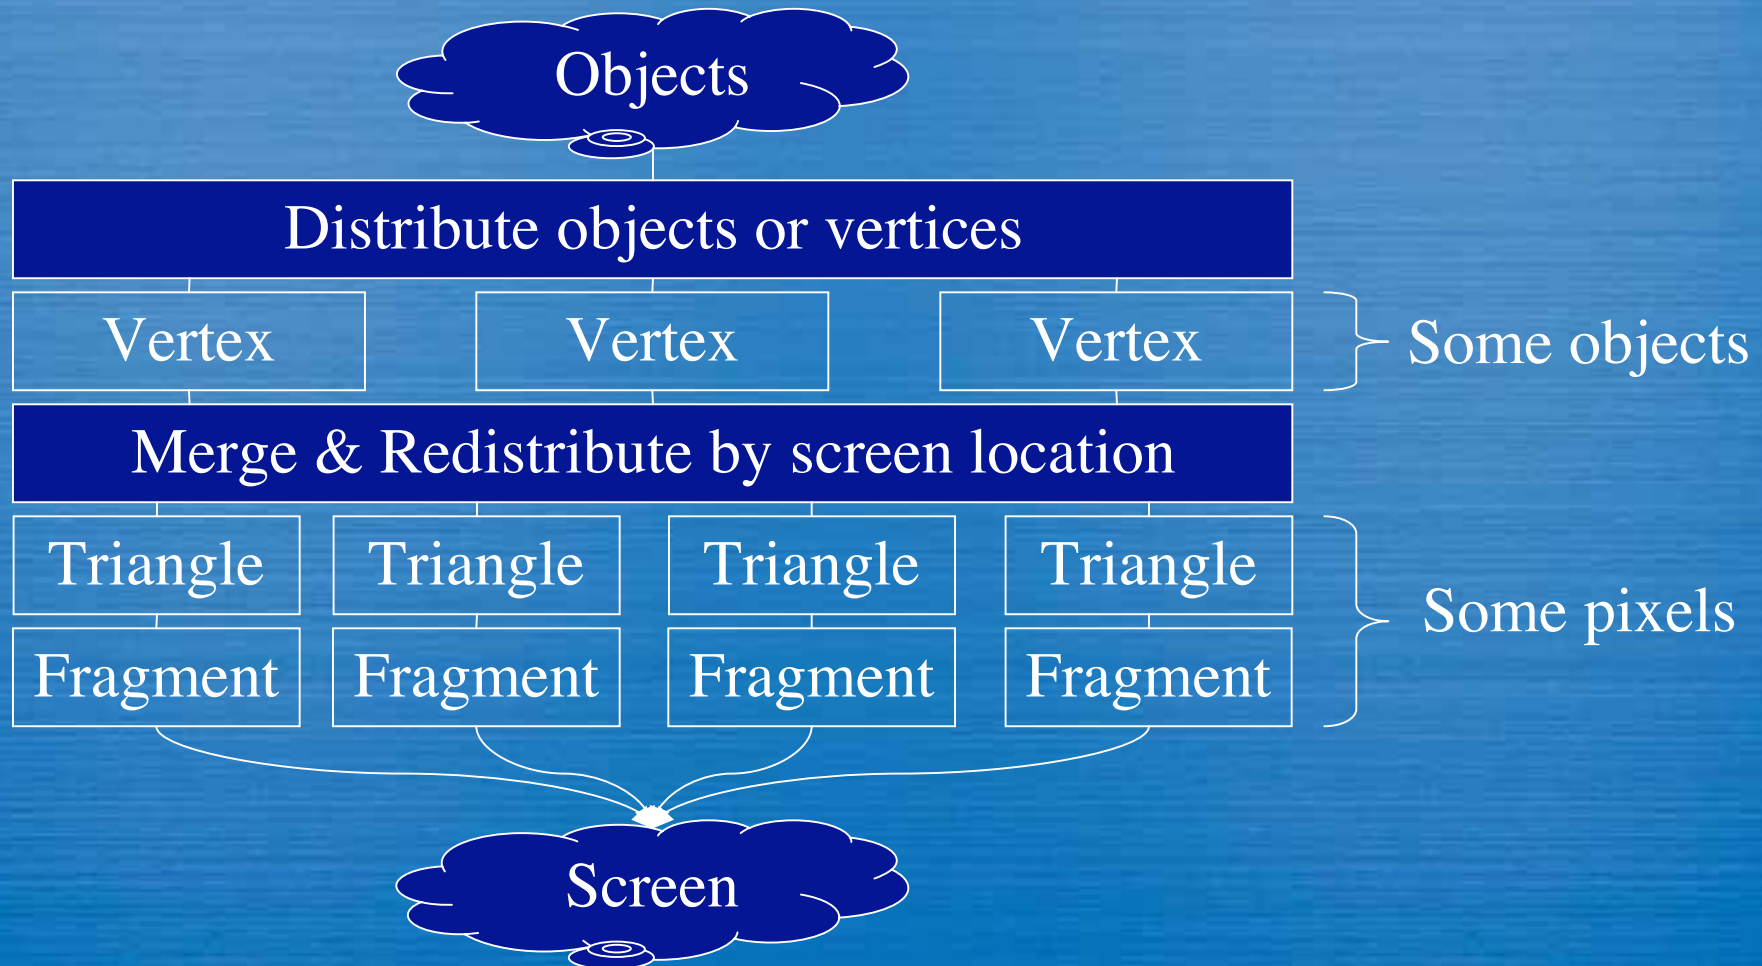 Objects
Distribute objects or vertices
Vertex Vertex Vertex Some objects
Merge & Redistribute by screen location
Triangle Triangle Triangle Triangle
Some pixels
Fragment Fragment Fragment Fragment
Screen